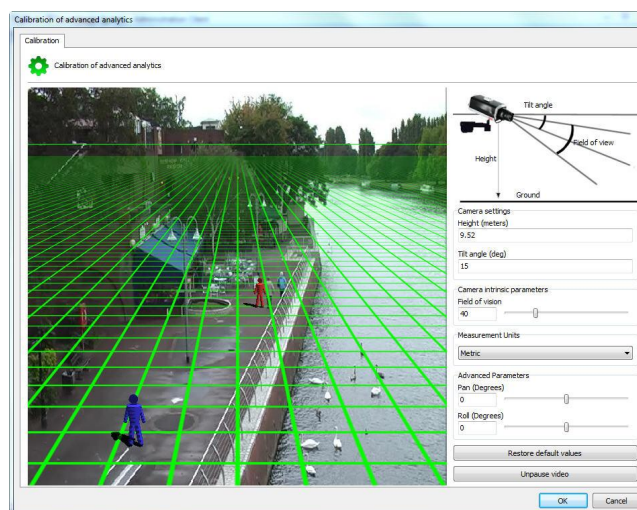 Calibration of advanced analytics
Calibration
Calibration of advanced analytics
Tilt angle
Field of view
Height
Ground
Camera settings
Height (meters)
9.52
Tilt angle (deg)
15
Camera intrinsic parameters
Field of vision
40
Measurement Units
Metric
Advanced Parameters
Pan (Degrees)
0
Roll (Degrees)
0
Restore default values
Unpause video
OK
Cancel